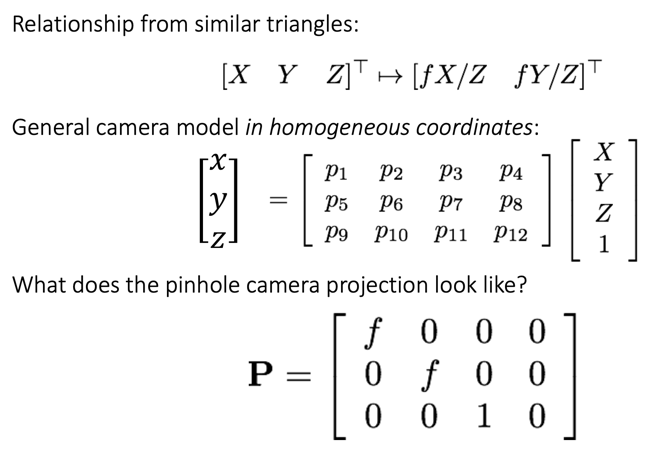 Relationship from similar triangles:
[X Y Z]⊤ ↦ [fX/Z fY/Z]⊤
General camera model in homogeneous coordinates:
[x y z] = [p1 p2 p3 p4
p5 p6 p7 p8
p9 p10 p11 p12] [X Y Z 1]
What does the pinhole camera projection look like?
P = [f 0 0 0
0 f 0 0
0 0 1 0]